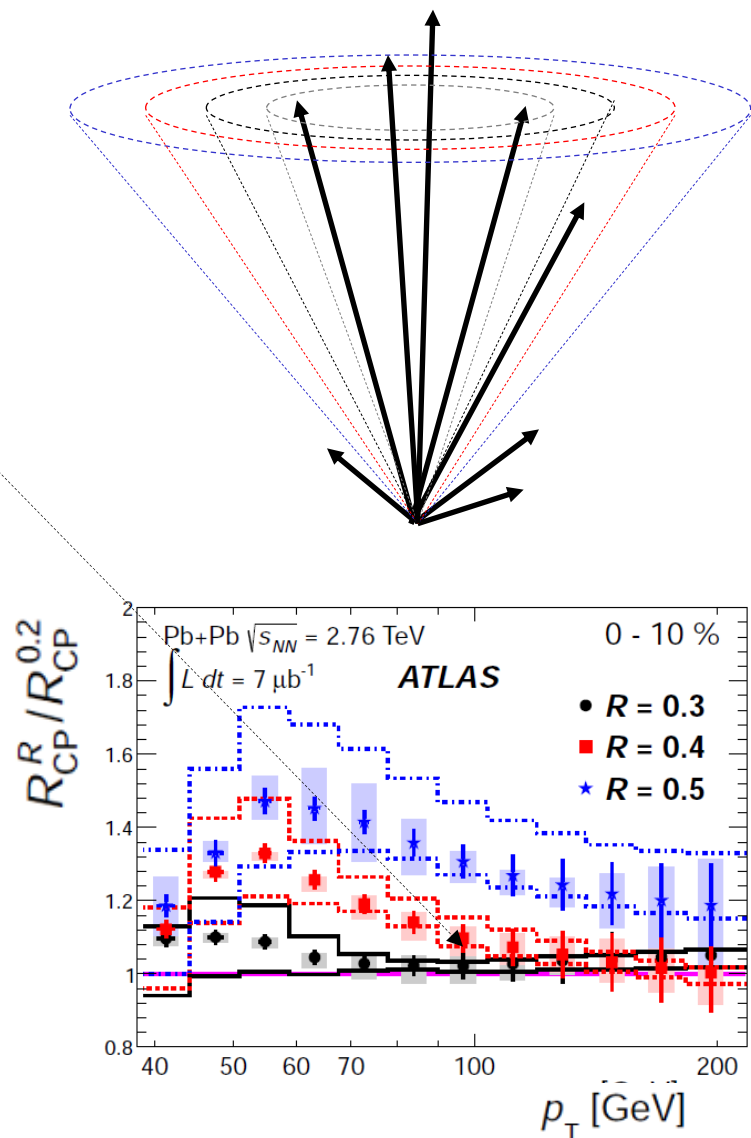 R_CP^R / R_CP^0.2
2
1.8
1.6
1.4
1.2
1
0.8
Pb+Pb √s_NN = 2.76 TeV
0 - 10 %
∫ L dt = 7 μb⁻¹
ATLAS
R = 0.3
R = 0.4
R = 0.5
40 50 60 70 100 200
p_T [GeV]